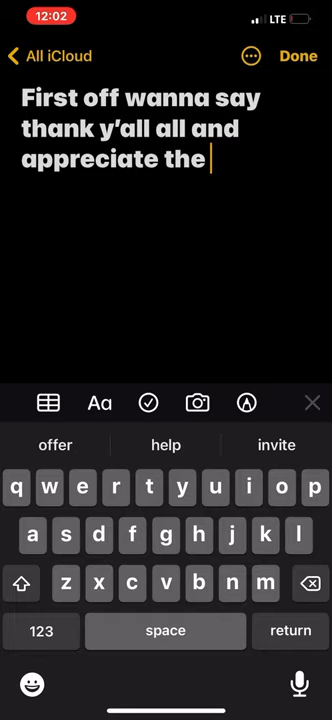 12:02
LTE
All iCloud
Done
First off wanna say
thank y’all all and
appreciate the
Aa
offer help invite
q w e r t y u i o p
a s d f g h j k l
z x c v b n m
123 space return